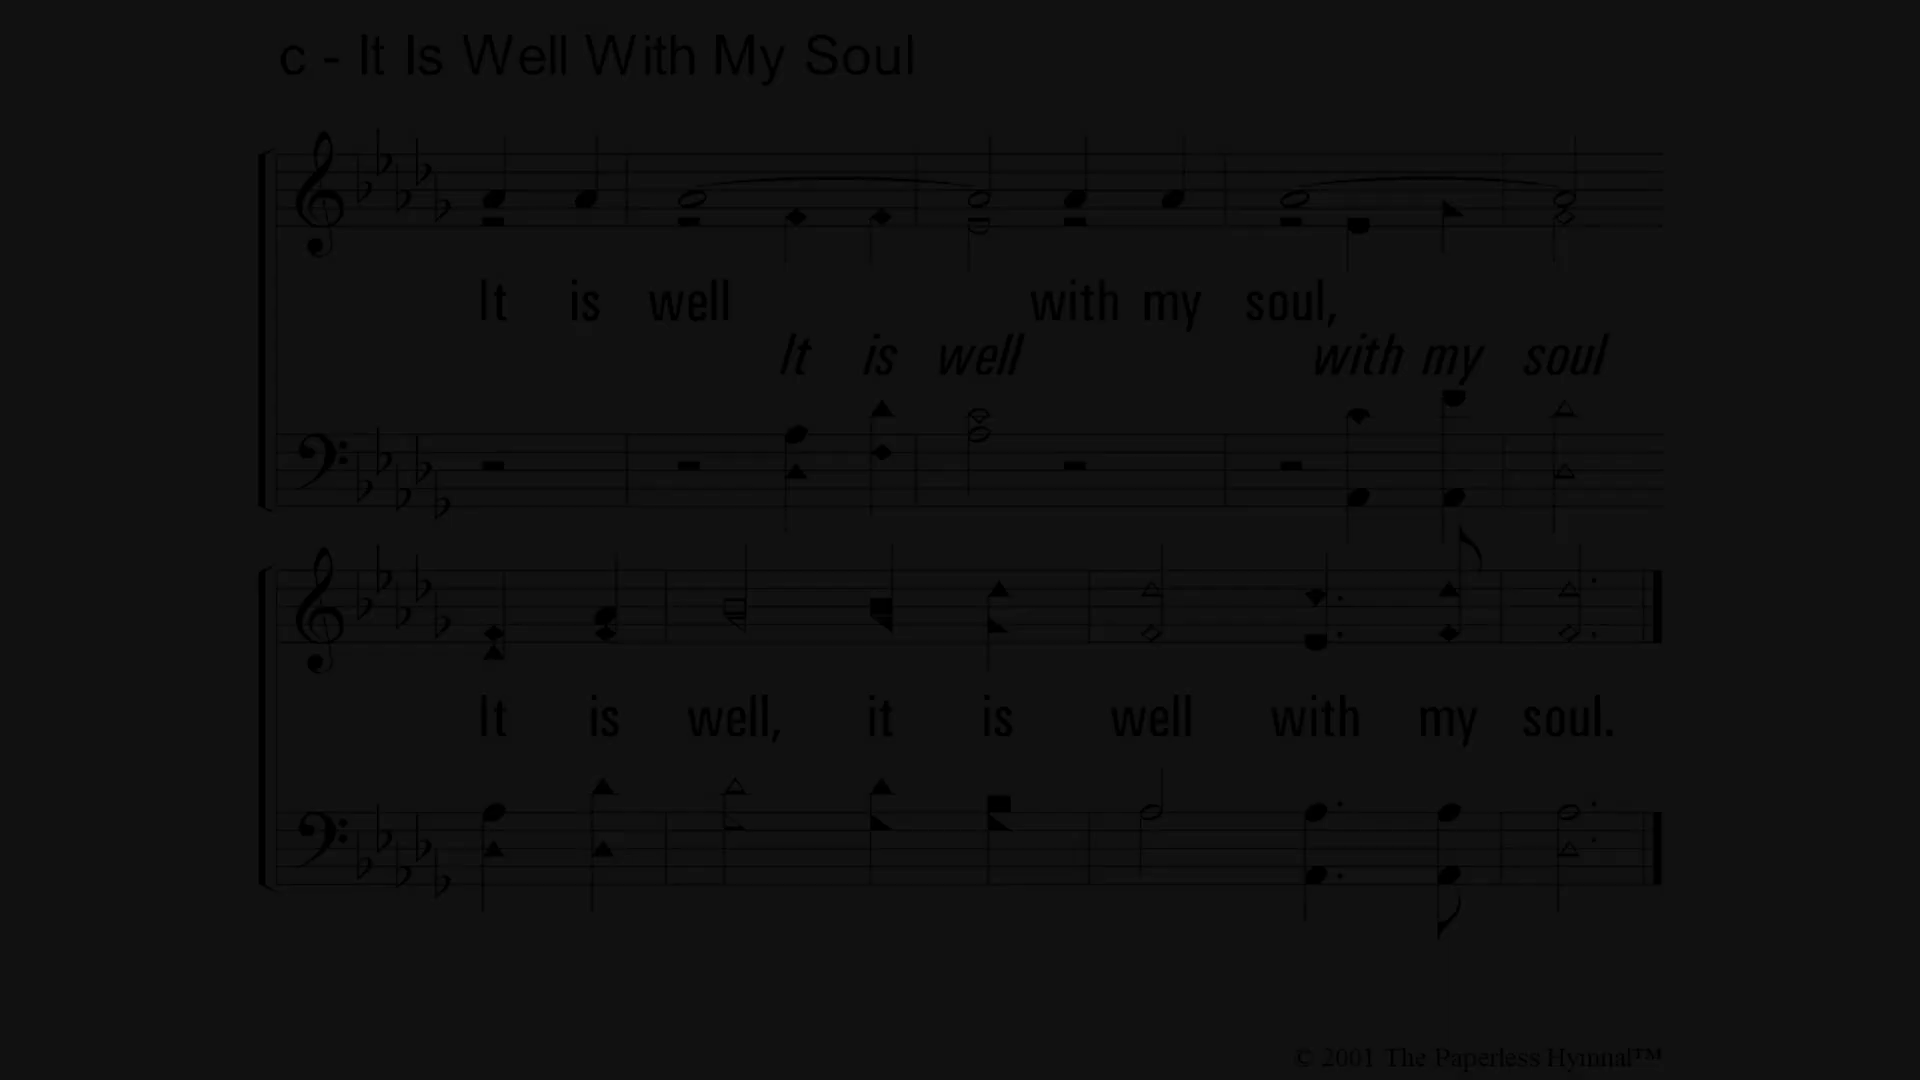 c - It Is Well With My Soul
It is well with my soul,
It is well with my soul
It is well, it is well with my soul.
© 2001 The Paperless Hymnal™